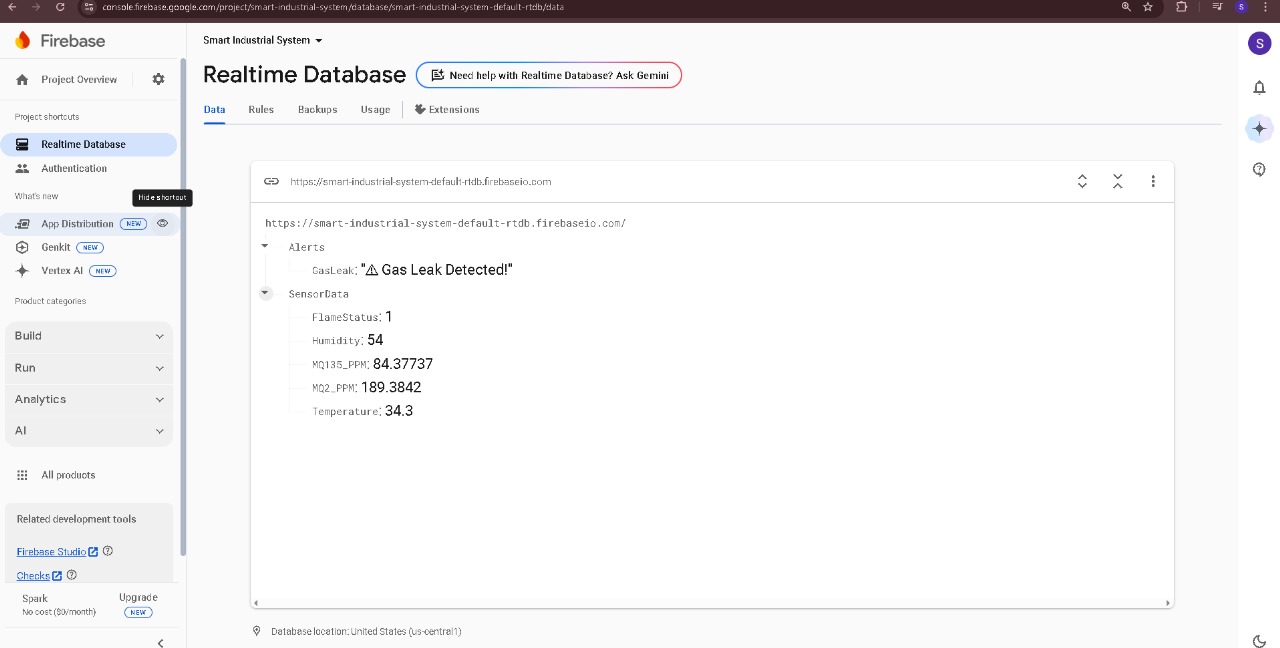 console.firebase.google.com/project/smart-industrial-system/database/smart-industrial-system-default-rtdb/data
S
Firebase
Smart Industrial System
S
Realtime Database
Need help with Realtime Database? Ask Gemini
Project Overview
Data Rules Backups Usage Extensions
Project shortcuts
Realtime Database
Authentication
What's new
Hide shortcut
App Distribution NEW
Genkit NEW
Vertex AI NEW
Product categories
Build
Run
Analytics
AI
All products
Related development tools
Firebase Studio
Checks
Spark
No cost ($0/month)
Upgrade
NEW
https://smart-industrial-system-default-rtdb.firebaseio.com
https://smart-industrial-system-default-rtdb.firebaseio.com/
Alerts
GasLeak: "⚠ Gas Leak Detected!"
SensorData
FlameStatus: 1
Humidity: 54
MQ135_PPM: 84.37737
MQ2_PPM: 189.3842
Temperature: 34.3
Database location: United States (us-central1)